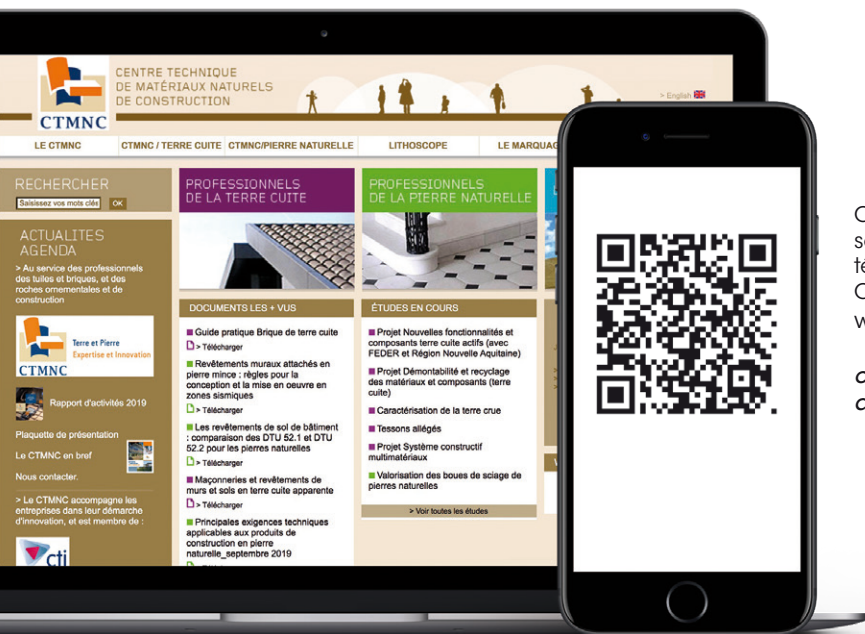 CTMNC
CENTRE TECHNIQUE
DE MATÉRIAUX NATURELS
DE CONSTRUCTION
> English
LE CTMNC
CTMNC / TERRE CUITE
CTMNC/PIERRE NATURELLE
LITHOSCOPE
LE MARQUAG
RECHERCHER
Saisissez vos mots clés
OK
ACTUALITES
AGENDA
> Au service des professionnels
des tuiles et briques, et des
roches ornementales et de
construction
CTMNC
Terre et Pierre
Expertise et Innovation
Rapport d'activités 2019
Plaquette de présentation
Le CTMNC en bref
Nous contacter.
> Le CTMNC accompagne les
entreprises dans leur démarche
d'innovation, et est membre de :
cti
PROFESSIONNELS
DE LA TERRE CUITE
DOCUMENTS LES + VUS
Guide pratique Brique de terre cuite
> Télécharger
Revêtements muraux attachés en
pierre mince : règles pour la
conception et la mise en oeuvre en
zones sismiques
> Télécharger
Les revêtements de sol de bâtiment
: comparaison des DTU 52.1 et DTU
52.2 pour les pierres naturelles
> Télécharger
Maçonneries et revêtements de
murs et sols en terre cuite apparente
> Télécharger
Principales exigences techniques
applicables aux produits de
construction en pierre
naturelle_septembre 2019
PROFESSIONNELS
DE LA PIERRE NATURELLE
ÉTUDES EN COURS
Projet Nouvelles fonctionnalités et
composants terre cuite actifs (avec
FEDER et Région Nouvelle Aquitaine)
Projet Démontabilité et recyclage
des matériaux et composants (terre
cuite)
Caractérisation de la terre crue
Tessons allégés
Projet Système constructif
multimatériaux
Valorisation des boues de sciage de
pierres naturelles
> Voir toutes les études